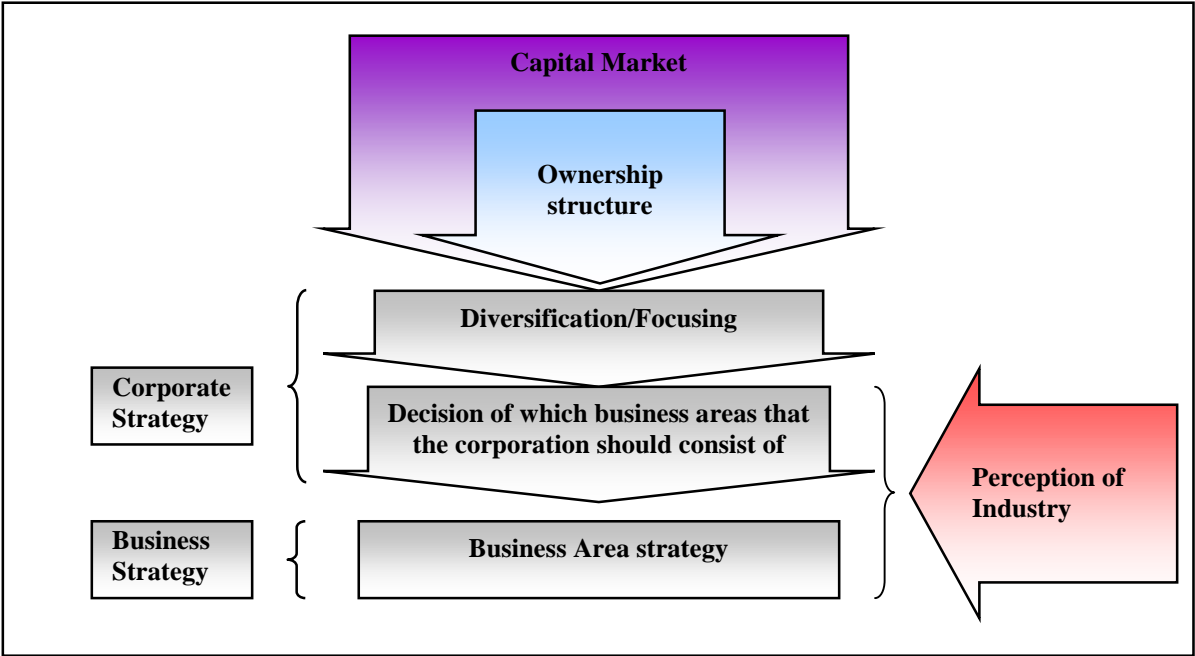 Capital Market
Ownership
structure
Diversification/Focusing
Corporate
Strategy
Decision of which business areas that
the corporation should consist of
Perception of
Industry
Business
Strategy
Business Area strategy